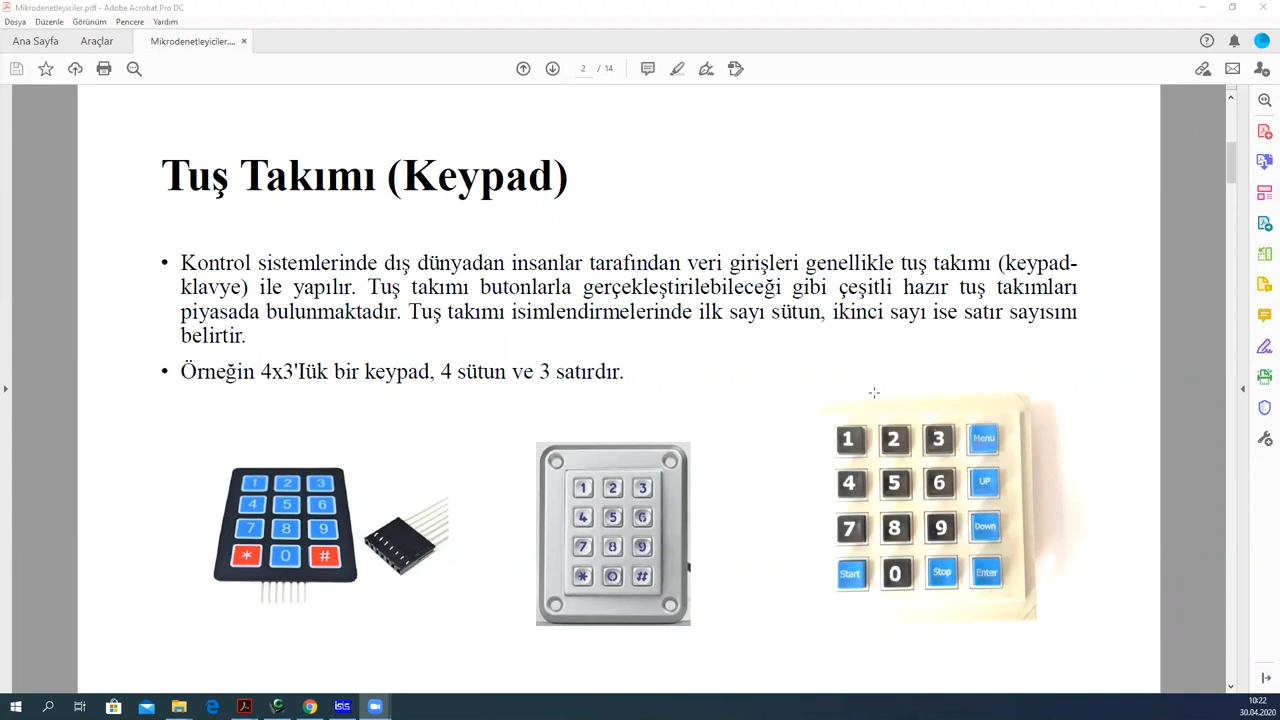 Mikrodenetleyiciler.pdf - Adobe Acrobat Pro DC
Dosya Düzenle Görünüm Pencere Yardım
Ana Sayfa Araçlar Mikrodenetleyiciler.... ×
2 / 14
Tuş Takımı (Keypad)
• Kontrol sistemlerinde dış dünyadan insanlar tarafından veri girişleri genellikle tuş takımı (keypad-
klavye) ile yapılır. Tuş takımı butonlarla gerçekleştirilebileceği gibi çeşitli hazır tuş takımları
piyasada bulunmaktadır. Tuş takımı isimlendirmelerinde ilk sayı sütun, ikinci sayı ise satır sayısını
belirtir.
• Örneğin 4x3'Iük bir keypad, 4 sütun ve 3 satırdır.
1 2 3
4 5 6
7 8 9
* 0 #
1 2 3
4 5 6
7 8 9
* 0 #
1 2 3 Menu
4 5 6 UP
7 8 9 Down
Start 0 Stop Enter
isis
10:22
30.04.2020